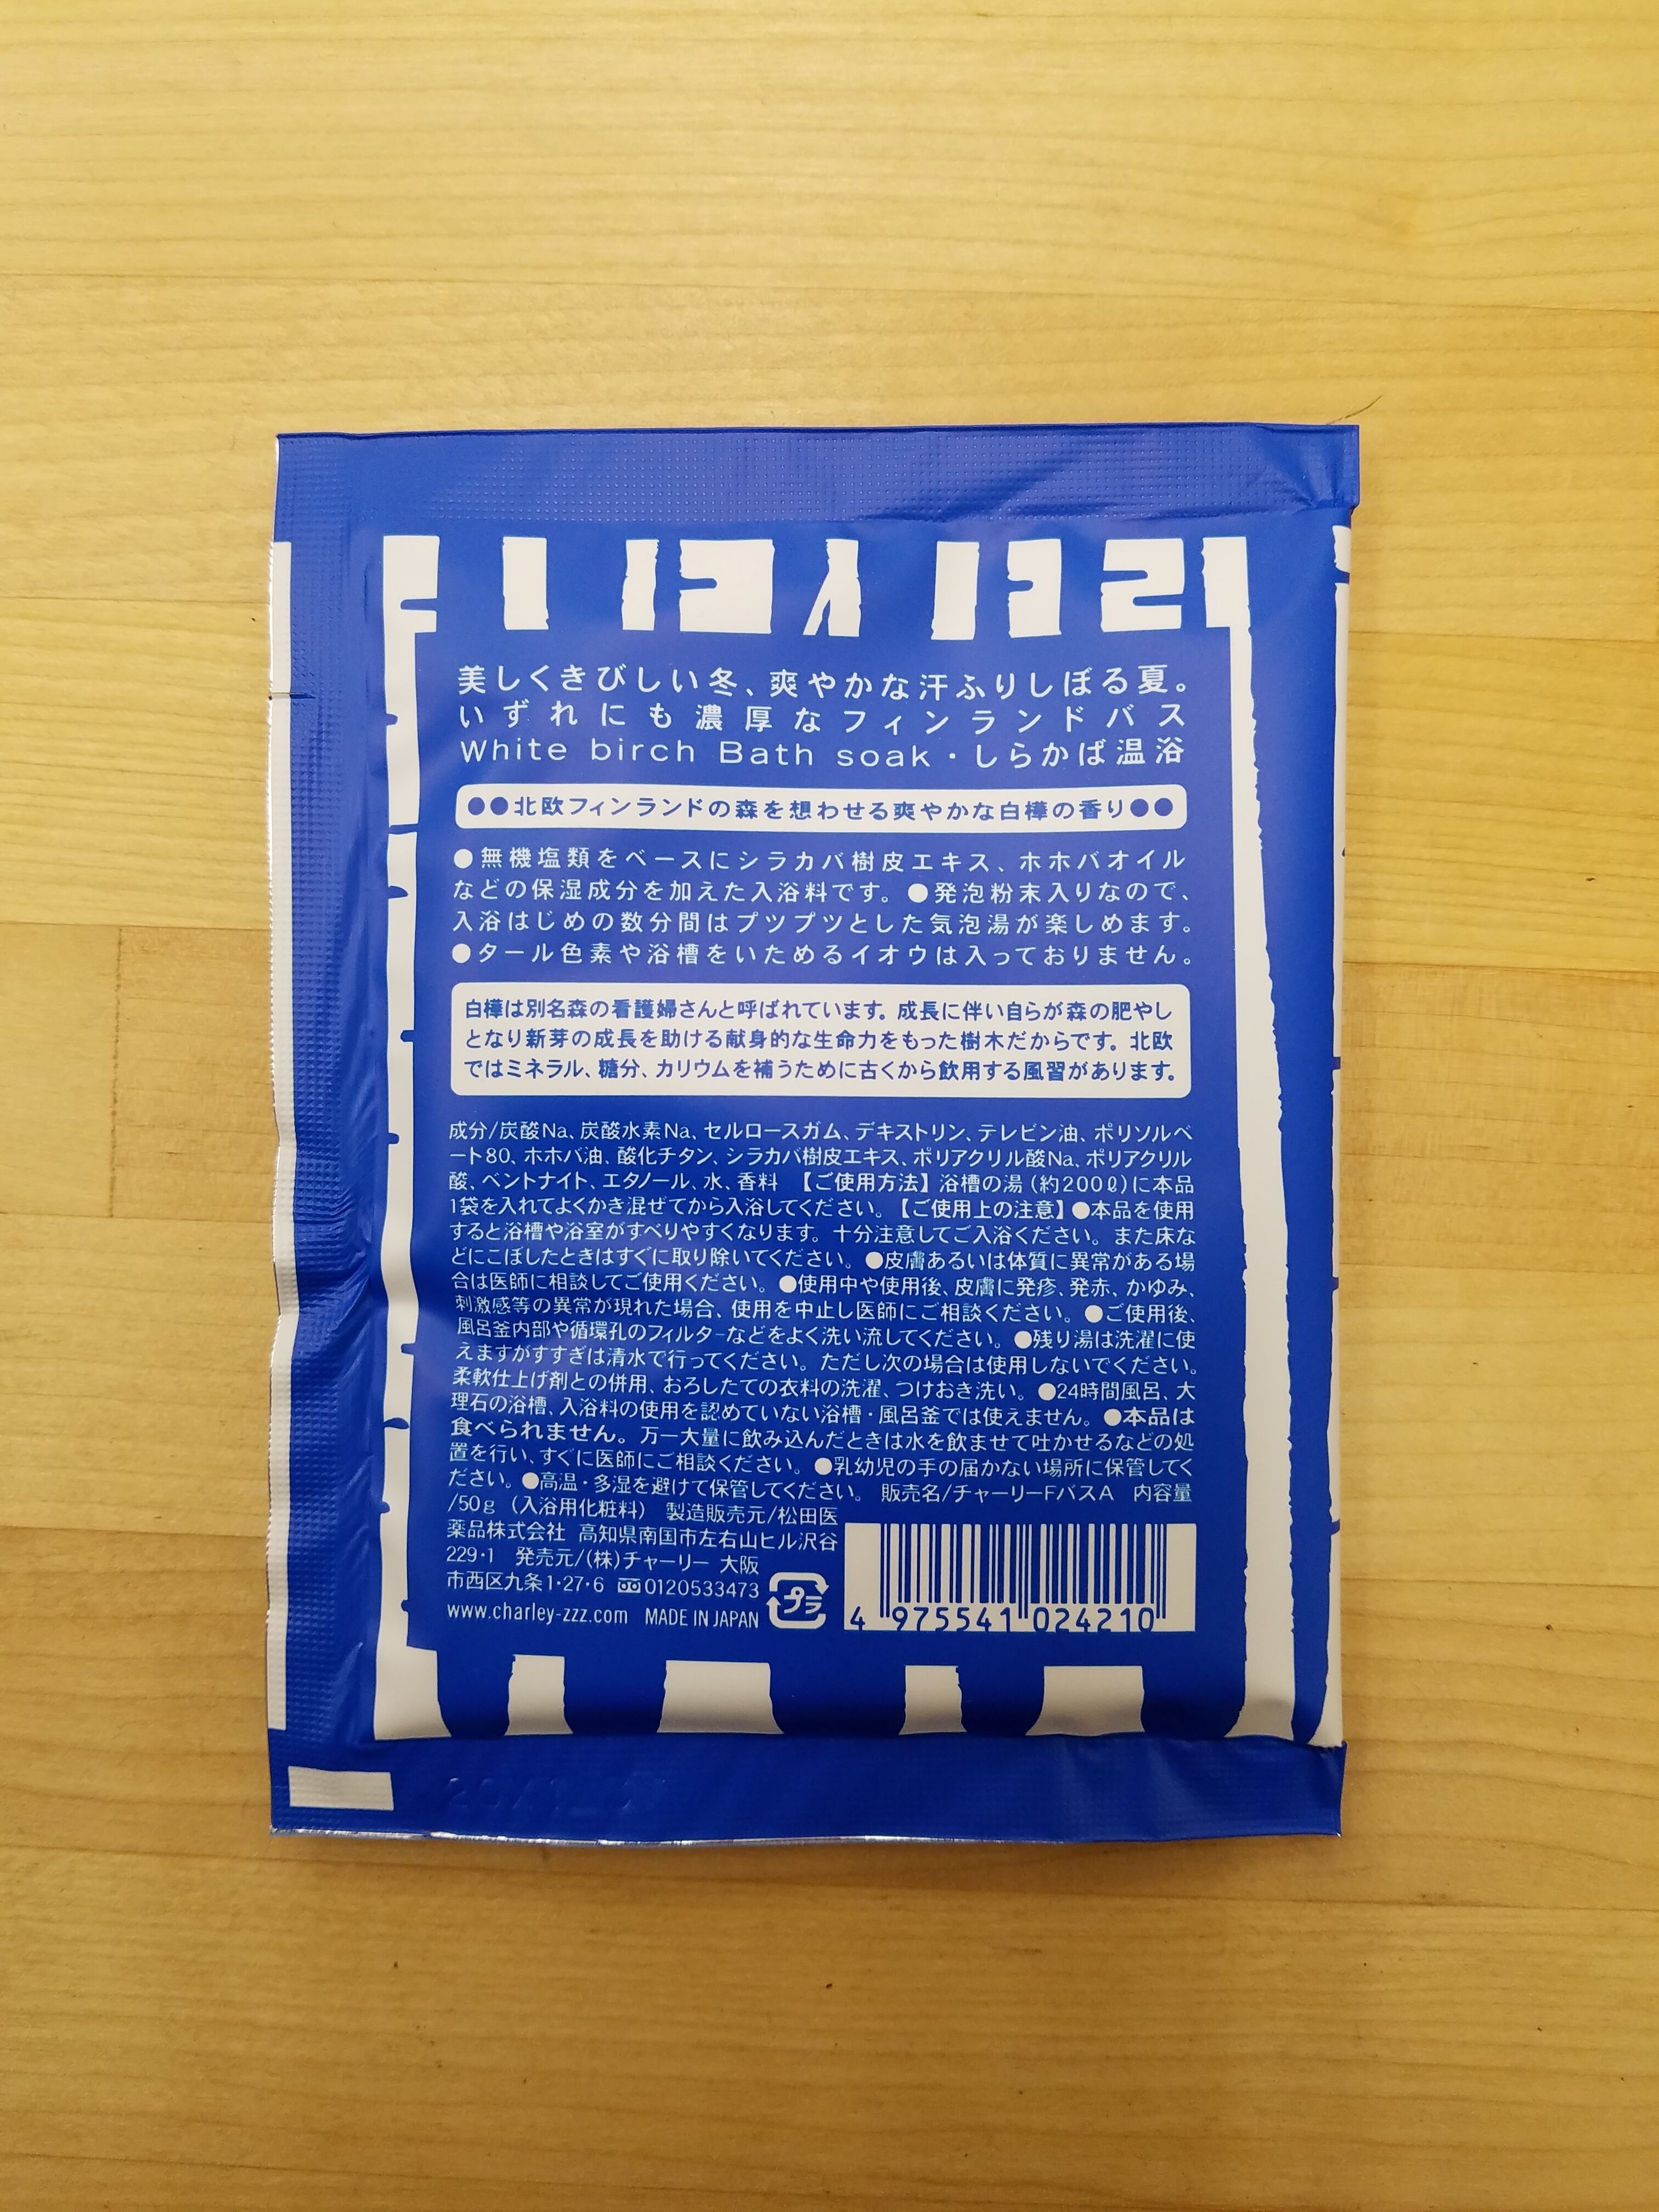 美しくきびしい冬、爽やかな汗ふりしぼる夏。
いずれにも濃厚なフィンランドバス
White birch Bath soak・しらかば温浴
●●北欧フィンランドの森を想わせる爽やかな白樺の香り●●
●無機塩類をベースにシラカバ樹皮エキス、ホホバオイル
などの保湿成分を加えた入浴料です。●発泡粉末入りなので、
入浴はじめの数分間はプツプツとした気泡湯が楽しめます。
●タール色素や浴槽をいためるイオウは入っておりません。
白樺は別名森の看護婦さんと呼ばれています。成長に伴い自らが森の肥やし
となり新芽の成長を助ける献身的な生命力をもった樹木だからです。北欧
ではミネラル、糖分、カリウムを補うために古くから飲用する風習があります。
成分/炭酸Na、炭酸水素Na、セルロースガム、デキストリン、テレビン油、ポリソルベ
ート80、ホホバ油、酸化チタン、シラカバ樹皮エキス、ポリアクリル酸Na、ポリアクリル
酸、ベントナイト、エタノール、水、香料 【ご使用方法】浴槽の湯(約200ℓ)に本品
1袋を入れてよくかき混ぜてから入浴してください。【ご使用上の注意】●本品を使用
すると浴槽や浴室がすべりやすくなります。十分注意してご入浴ください。また床な
どにこぼしたときはすぐに取り除いてください。●皮膚あるいは体質に異常がある場
合は医師に相談してご使用ください。●使用中や使用後、皮膚に発疹、発赤、かゆみ、
刺激感等の異常が現れた場合、使用を中止し医師にご相談ください。●ご使用後、
風呂釜内部や循環孔のフィルターなどをよく洗い流してください。●残り湯は洗濯に使
えますがすすぎは清水で行ってください。ただし次の場合は使用しないでください。
柔軟仕上げ剤との併用、おろしたての衣料の洗濯、つけおき洗い。●24時間風呂、大
理石の浴槽、入浴料の使用を認めていない浴槽・風呂釜では使えません。●本品は
食べられません。万一大量に飲み込んだときは水を飲ませて吐かせるなどの処
置を行い、すぐに医師にご相談ください。●乳幼児の手の届かない場所に保管してく
ださい。●高温・多湿を避けて保管してください。 販売名/チャーリーFバスA 内容量
/50g (入浴用化粧料) 製造販売元/松田医
薬品株式会社 高知県南国市左右山ヒル沢谷
229・1 発売元/(株)チャーリー 大阪
市西区九条1・27・6 0120533473
www.charley-zzz.com MADE IN JAPAN
プラ
4 975541 024210